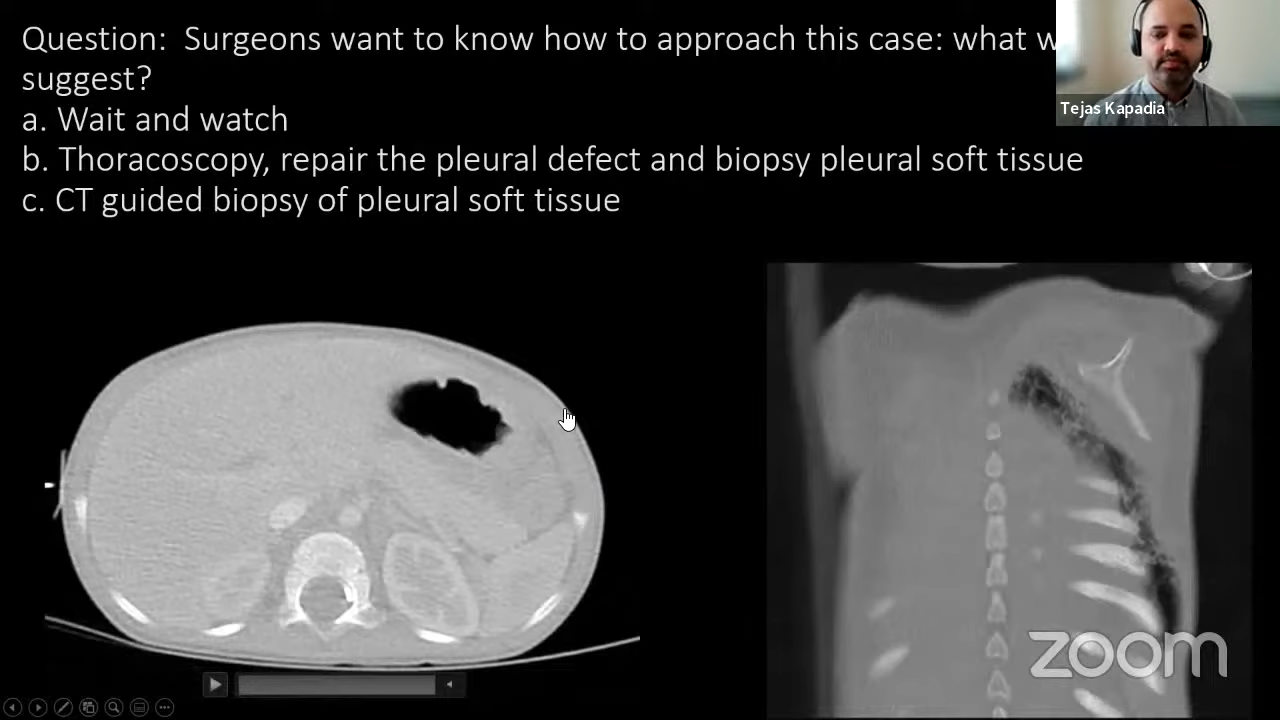 Question:  Surgeons want to know how to approach this case: what
suggest?
a. Wait and watch
b. Thoracoscopy, repair the pleural defect and biopsy pleural soft tissue
c. CT guided biopsy of pleural soft tissue
Tejas Kapadia
zoom